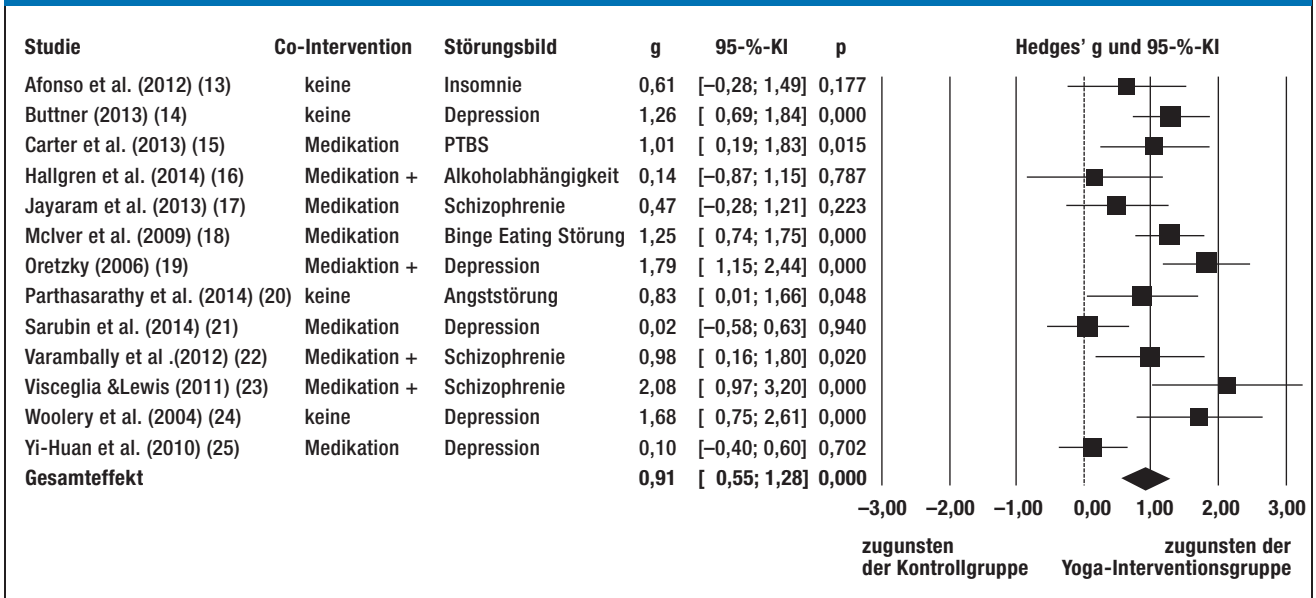 Studie Co-Intervention Störungsbild g 95-%-KI p Hedges’ g und 95-%-KI
Afonso et al. (2012) (13) keine Insomnie 0,61 [–0,28; 1,49] 0,177
Buttner (2013) (14) keine Depression 1,26 [ 0,69; 1,84] 0,000
Carter et al. (2013) (15) Medikation PTBS 1,01 [ 0,19; 1,83] 0,015
Hallgren et al. (2014) (16) Medikation + Alkoholabhängigkeit 0,14 [–0,87; 1,15] 0,787
Jayaram et al. (2013) (17) Medikation Schizophrenie 0,47 [–0,28; 1,21] 0,223
McIver et al. (2009) (18) Medikation Binge Eating Störung 1,25 [ 0,74; 1,75] 0,000
Oretzky (2006) (19) Mediaktion + Depression 1,79 [ 1,15; 2,44] 0,000
Parthasarathy et al. (2014) (20) keine Angststörung 0,83 [ 0,01; 1,66] 0,048
Sarubin et al. (2014) (21) Medikation Depression 0,02 [–0,58; 0,63] 0,940
Varambally et al .(2012) (22) Medikation + Schizophrenie 0,98 [ 0,16; 1,80] 0,020
Visceglia &Lewis (2011) (23) Medikation + Schizophrenie 2,08 [ 0,97; 3,20] 0,000
Woolery et al. (2004) (24) keine Depression 1,68 [ 0,75; 2,61] 0,000
Yi-Huan et al. (2010) (25) Medikation Depression 0,10 [–0,40; 0,60] 0,702
Gesamteffekt 0,91 [ 0,55; 1,28] 0,000
–3,00 –2,00 –1,00 0,00 1,00 2,00 3,00
zugunsten zugunsten der
der Kontrollgruppe Yoga-Interventionsgruppe